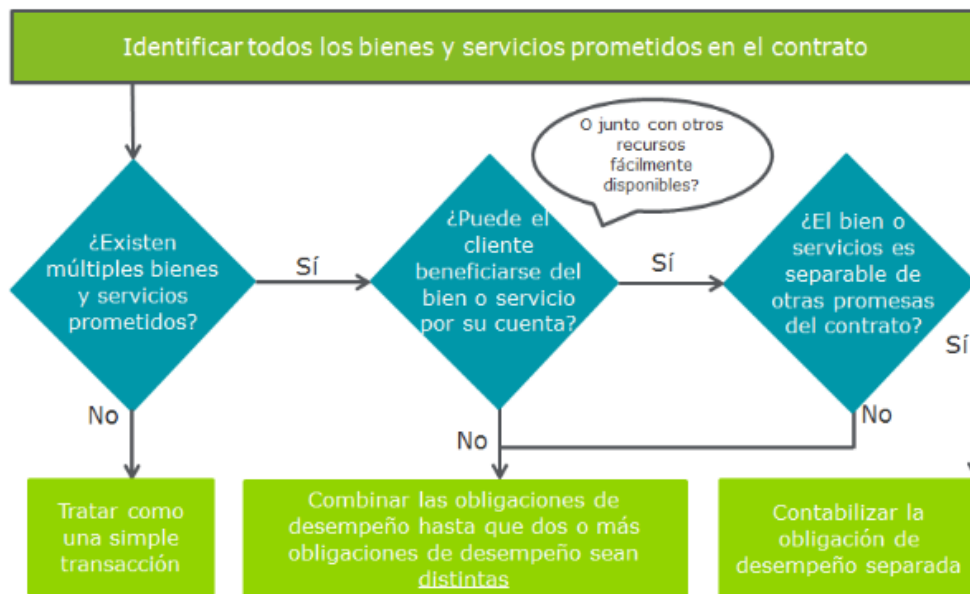 Identificar todos los bienes y servicios prometidos en el contrato
O junto con otros
recursos
fácilmente
disponibles?
¿Existen
múltiples bienes
y servicios
prometidos?
Sí
¿Puede el
cliente
beneficiarse del
bien o servicio
por su cuenta?
Sí
¿El bien o
servicios es
separable de
otras promesas
del contrato?
Sí
No
No
No
Tratar como
una simple
transacción
Combinar las obligaciones de
desempeño hasta que dos o más
obligaciones de desempeño sean
distintas
Contabilizar la
obligación de
desempeño separada